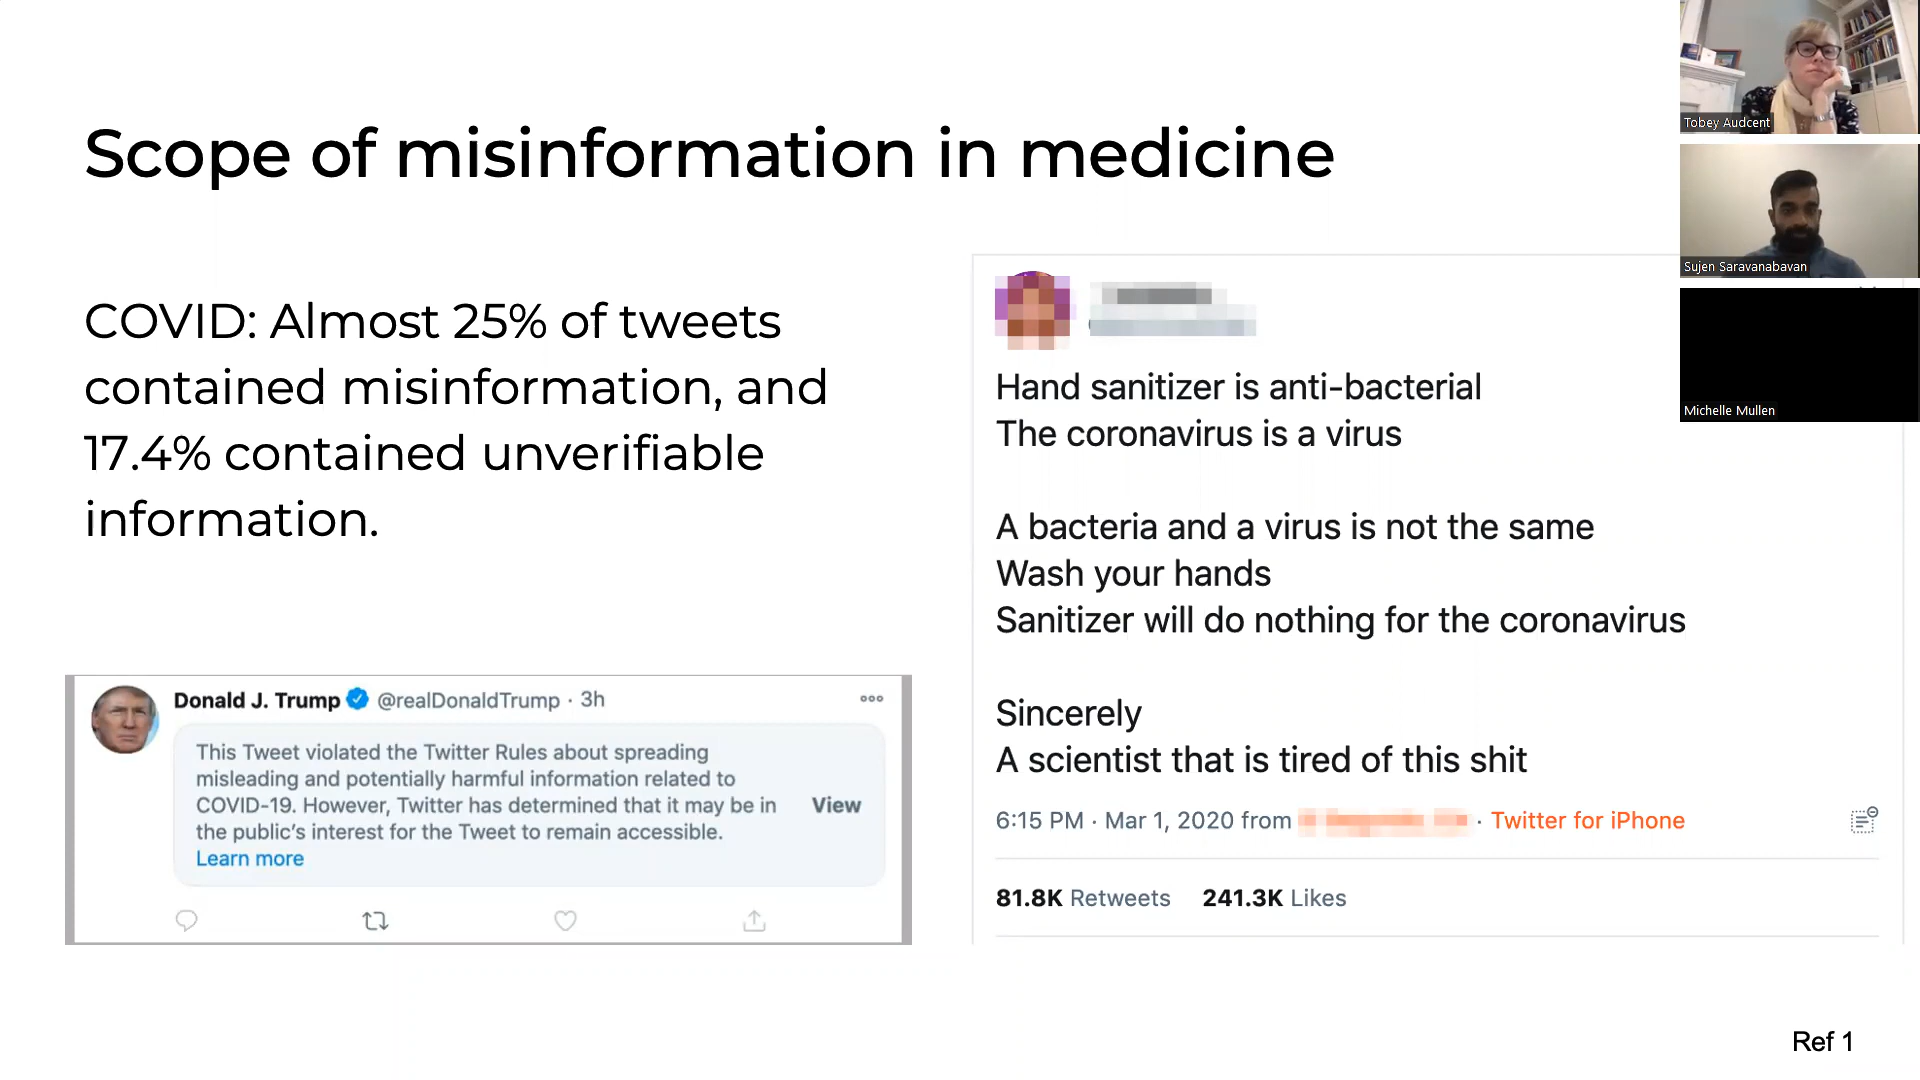 Scope of misinformation in medicine
COVID: Almost 25% of tweets
contained misinformation, and
17.4% contained unverifiable
information.
Donald J. Trump @realDonaldTrump · 3h
This Tweet violated the Twitter Rules about spreading
misleading and potentially harmful information related to
COVID-19. However, Twitter has determined that it may be in
the public’s interest for the Tweet to remain accessible.
Learn more
View
Hand sanitizer is anti-bacterial
The coronavirus is a virus
A bacteria and a virus is not the same
Wash your hands
Sanitizer will do nothing for the coronavirus
Sincerely
A scientist that is tired of this shit
6:15 PM · Mar 1, 2020 from · Twitter for iPhone
81.8K Retweets 241.3K Likes
Ref 1
Tobey Audcent
Sujen Saravanabavan
Michelle Mullen